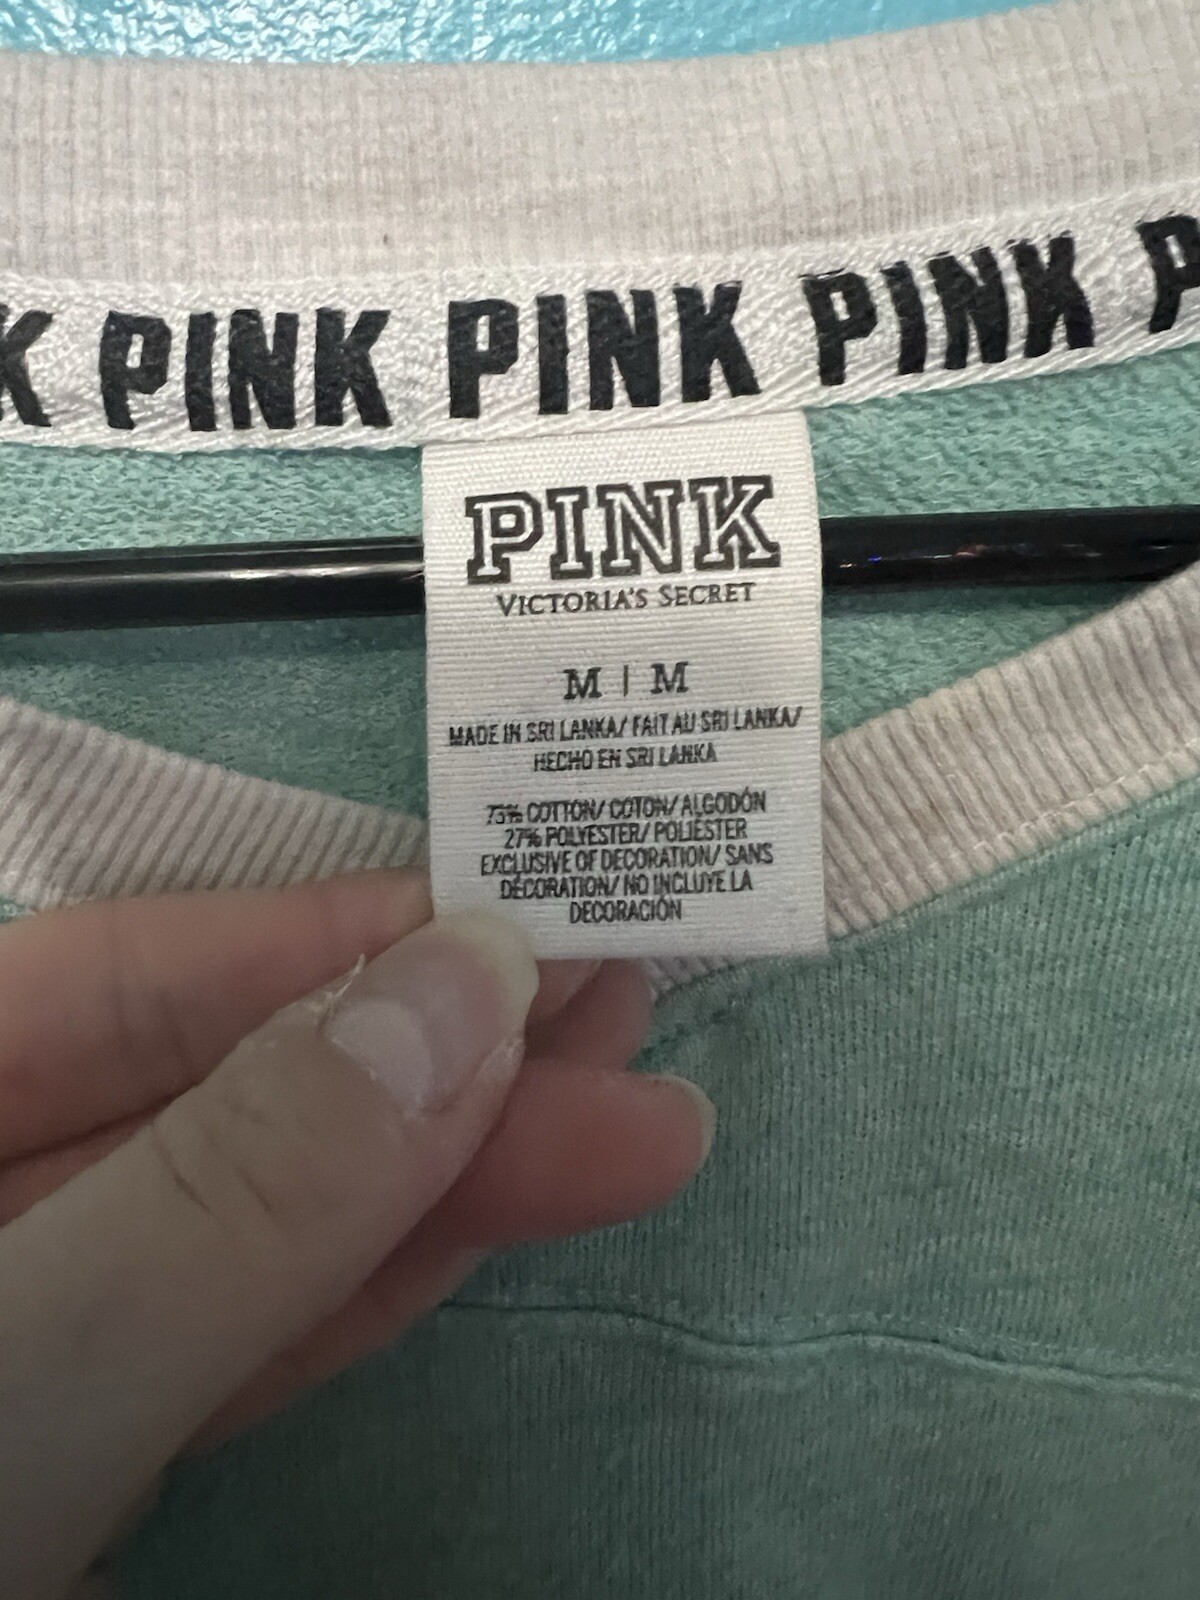 K PINK PINK PINK P
PINK
VICTORIA'S SECRET
M | M
MADE IN SRI LANKA/ FAIT AU SRI LANKA/
HECHO EN SRI LANKA
73% COTTON/ COTON/ ALGODÓN
27% POLYESTER/ POLIÉSTER
EXCLUSIVE OF DECORATION/ SANS
DÉCORATION/ NO INCLUYE LA
DECORACIÓN